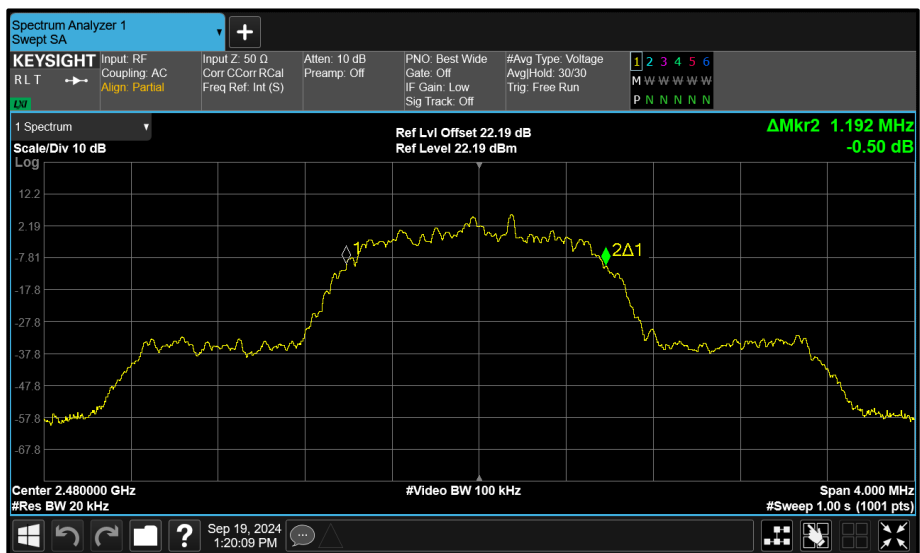 Spectrum Analyzer 1
Swept SA
KEYSIGHT
R L T
LXI
Input: RF
Coupling: AC
Align: Partial
Input Z: 50 Ω
Corr CCorr RCal
Freq Ref: Int (S)
Atten: 10 dB
Preamp: Off
PNO: Best Wide
Gate: Off
IF Gain: Low
Sig Track: Off
#Avg Type: Voltage
Avg|Hold: 30/30
Trig: Free Run
1 2 3 4 5 6
M W W W W W
P N N N N N
1 Spectrum
Scale/Div 10 dB
Log
Ref Lvl Offset 22.19 dB
Ref Level 22.19 dBm
ΔMkr2 1.192 MHz
-0.50 dB
12.2
2.19
-7.81
-17.8
-27.8
-37.8
-47.8
-57.8
-67.8
1
2Δ1
Center 2.480000 GHz
#Res BW 20 kHz
#Video BW 100 kHz
Span 4.000 MHz
#Sweep 1.00 s (1001 pts)
?
Sep 19, 2024
1:20:09 PM